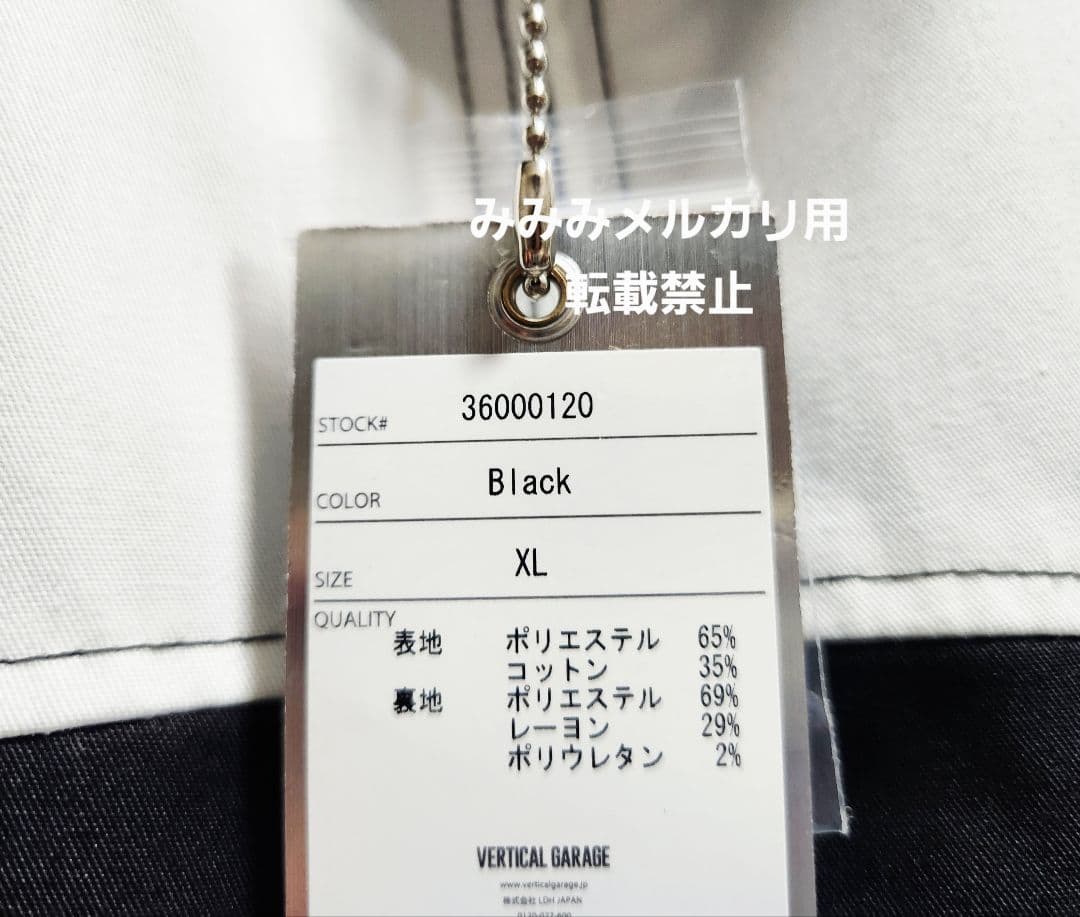 みみみメルカリ用
転載禁止
STOCK# 36000120
COLOR Black
SIZE XL
QUALITY
表地 ポリエステル 65%
コットン 35%
裏地 ポリエステル 69%
レーヨン 29%
ポリウレタン 2%
VERTICAL GARAGE
www.verticalgarage.jp
株式会社 LDH JAPAN